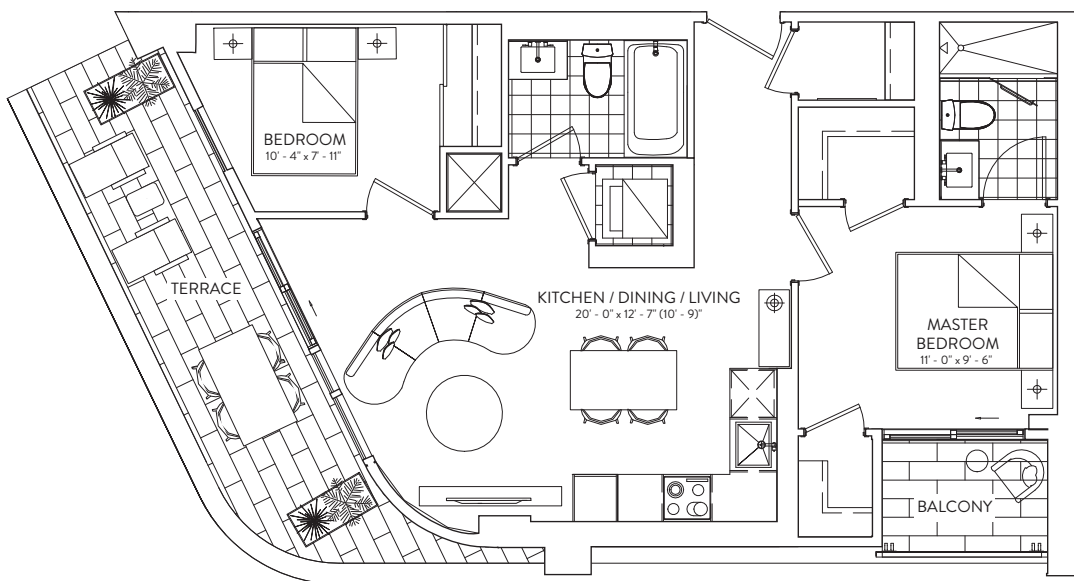 BEDROOM
10' - 4" x 7' - 11"
TERRACE
KITCHEN / DINING / LIVING
20' - 0" x 12' - 7" (10' - 9)"
MASTER
BEDROOM
11' - 0" x 9' - 6"
BALCONY